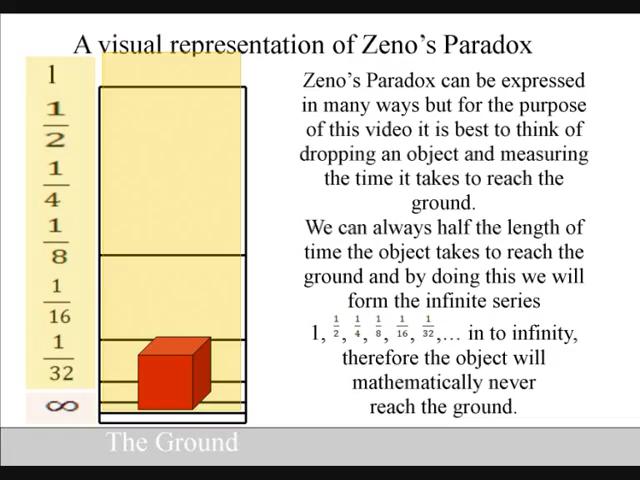 A visual representation of Zeno's Paradox
1
1/2
1/4
1/8
1/16
1/32
∞
Zeno's Paradox can be expressed
in many ways but for the purpose
of this video it is best to think of
dropping an object and measuring
the time it takes to reach the
ground.
We can always half the length of
time the object takes to reach the
ground and by doing this we will
form the infinite series
1, 1/2, 1/4, 1/8, 1/16, 1/32,... in to infinity,
therefore the object will
mathematically never
reach the ground.
The Ground